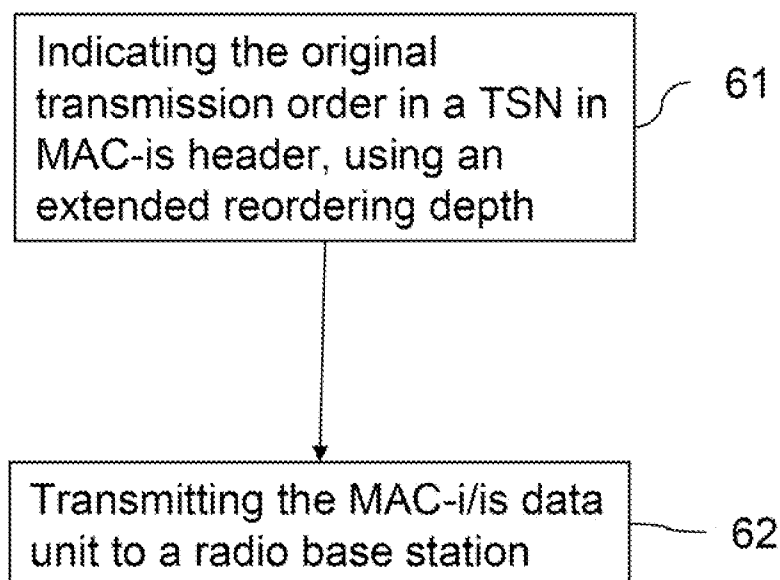 Indicating the original
transmission order in a TSN in
MAC-is header, using an
extended reordering depth
61
Transmitting the MAC-i/is data
unit to a radio base station
62